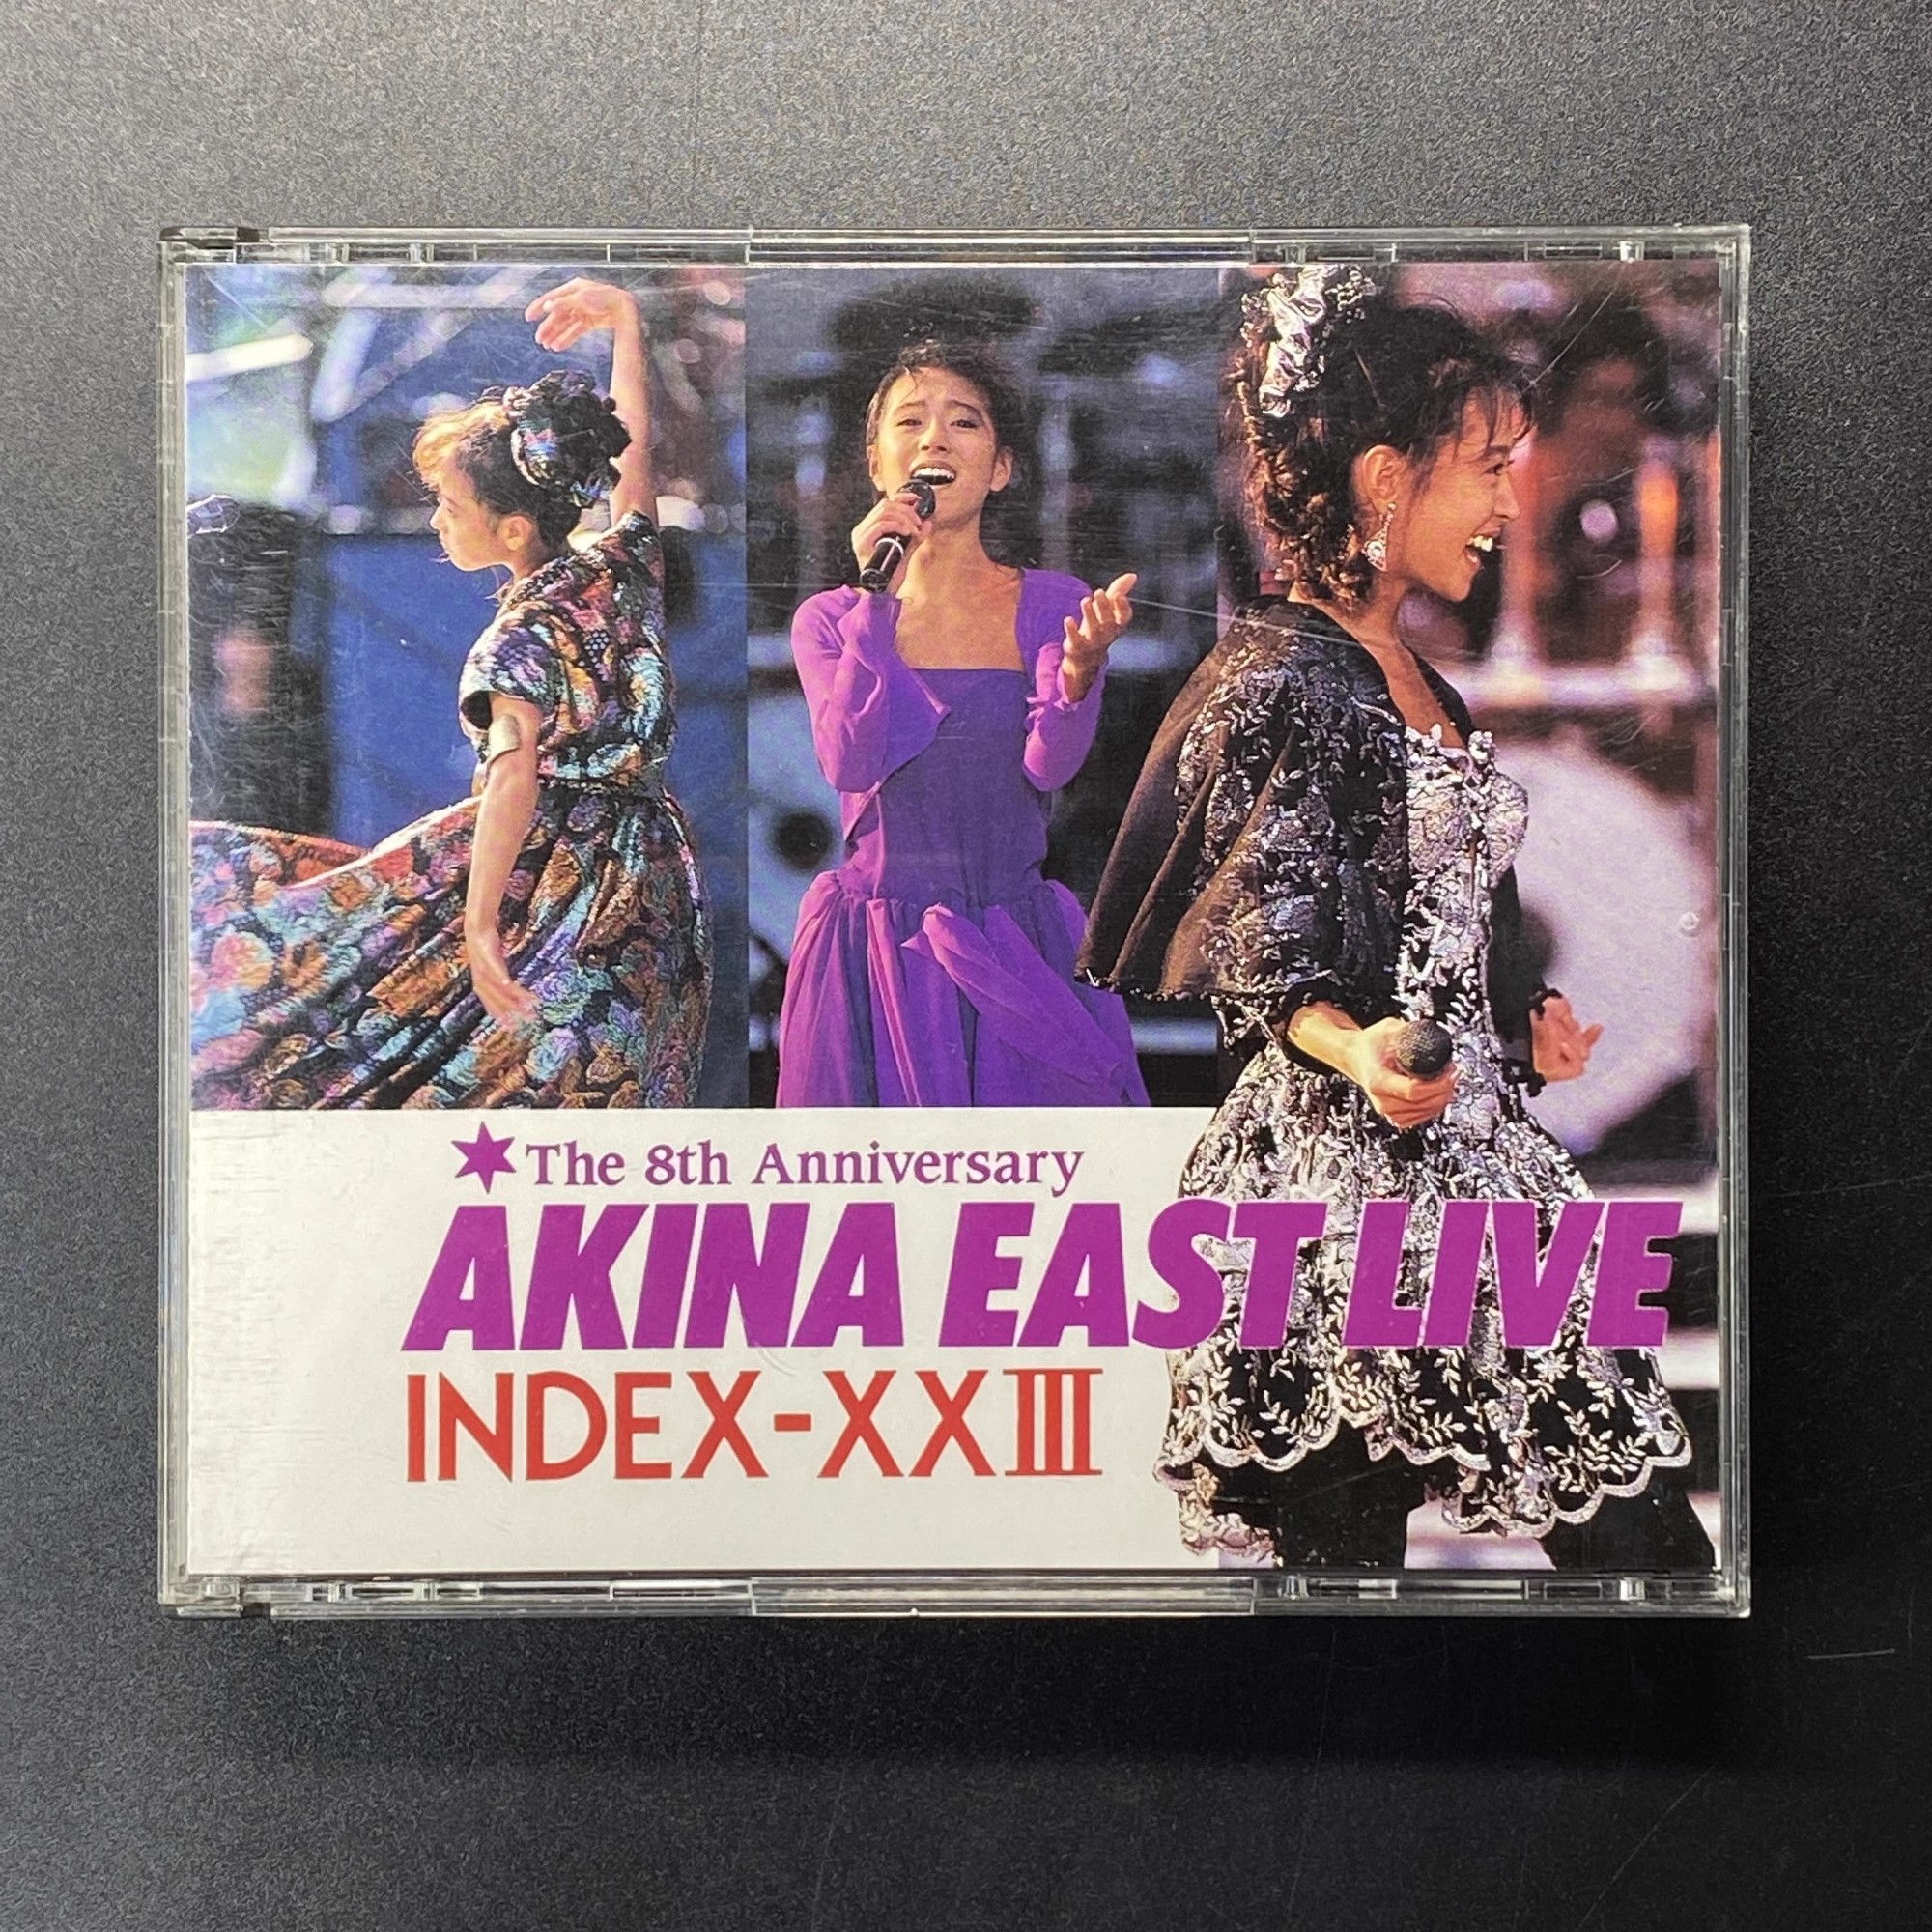 ★The 8th Anniversary
AKINA EAST LIVE
INDEX-XXIII